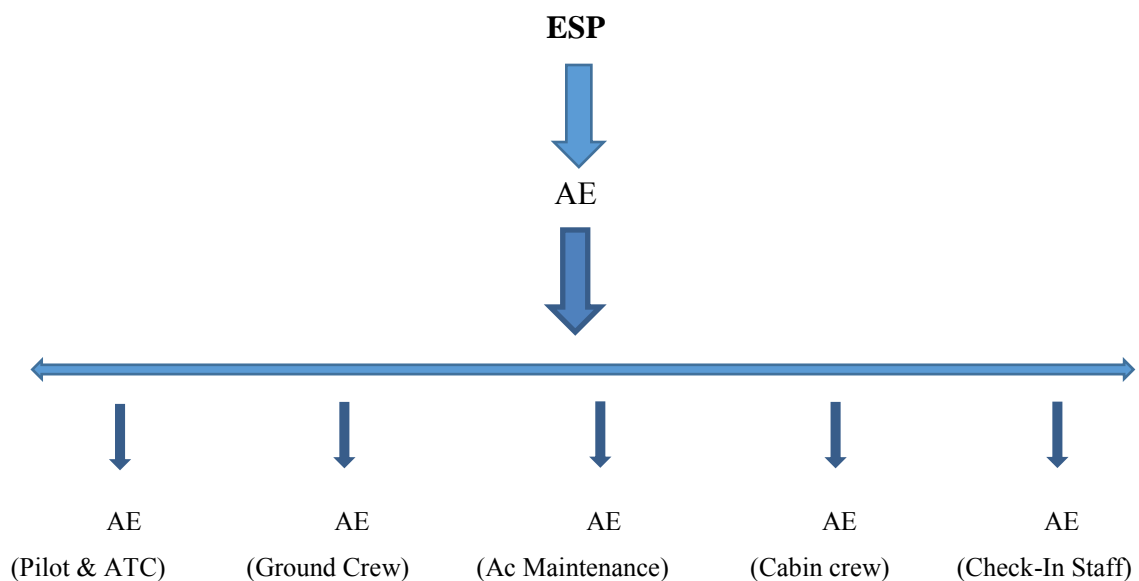 ESP
AE
AE AE AE AE AE
(Pilot & ATC) (Ground Crew) (Ac Maintenance) (Cabin crew) (Check-In Staff)